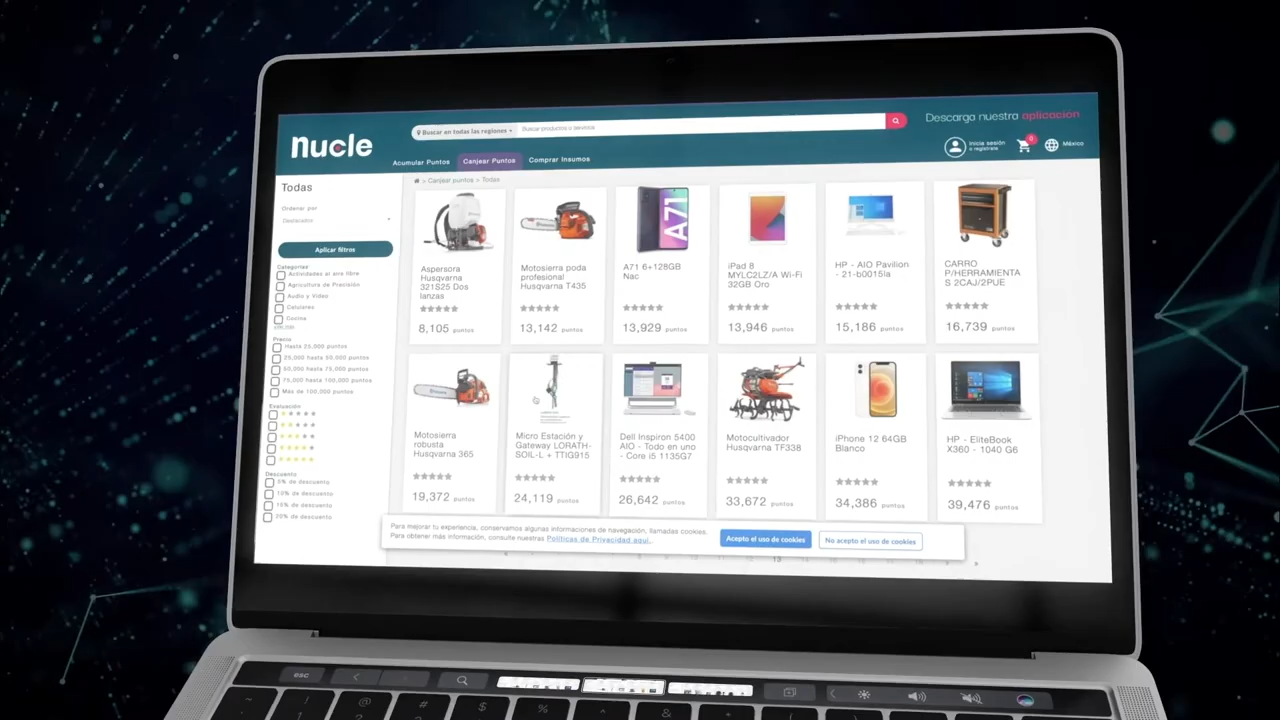 nucle
Buscar en todas las regiones
Buscar productos o servicios
Descarga nuestra aplicación
Acumular Puntos
Canjear Puntos
Comprar Insumos
Inicia sesión
o regístrate
0
México
Todas
Ordenar por
Destacados
Aplicar filtros
Categorías
Actividades al aire libre
Agricultura de Precisión
Audio y Video
Celulares
Cocina
Precio
Hasta 25,000 puntos
25,000 hasta 50,000 puntos
50,000 hasta 75,000 puntos
75,000 hasta 100,000 puntos
Más de 100,000 puntos
Evaluación
Descuento
5% de descuento
10% de descuento
15% de descuento
20% de descuento
> Canjear puntos > Todas
Aspersora
Husqvarna
321S25 Dos
lanzas
8,105 puntos
Motosierra poda
profesional
Husqvarna T435
13,142 puntos
A71
A71 6+128GB
Nac
13,929 puntos
iPad 8
MYLC2LZ/A Wi-Fi
32GB Oro
13,946 puntos
HP - AIO Pavilion
- 21-b0015la
15,186 puntos
CARRO
P/HERRAMIENTA
S 2CAJ/2PUE
16,739 puntos
Motosierra
robusta
Husqvarna 365
19,372 puntos
Micro Estación y
Gateway LORATH-
SOIL-L + TTIG915
24,119 puntos
Dell Inspiron 5400
AIO - Todo en uno
- Core i5 1135G7
26,642 puntos
Motocultivador
Husqvarna TF338
33,672 puntos
iPhone 12 64GB
Blanco
34,386 puntos
HP - EliteBook
X360 - 1040 G6
39,476 puntos
Para mejorar tu experiencia, conservamos algunas informaciones de navegación, llamadas cookies.
Para obtener más información, consulte nuestras Políticas de Privacidad aquí.
Acepto el uso de cookies
No acepto el uso de cookies
esc
! @ # $ % ^ & *